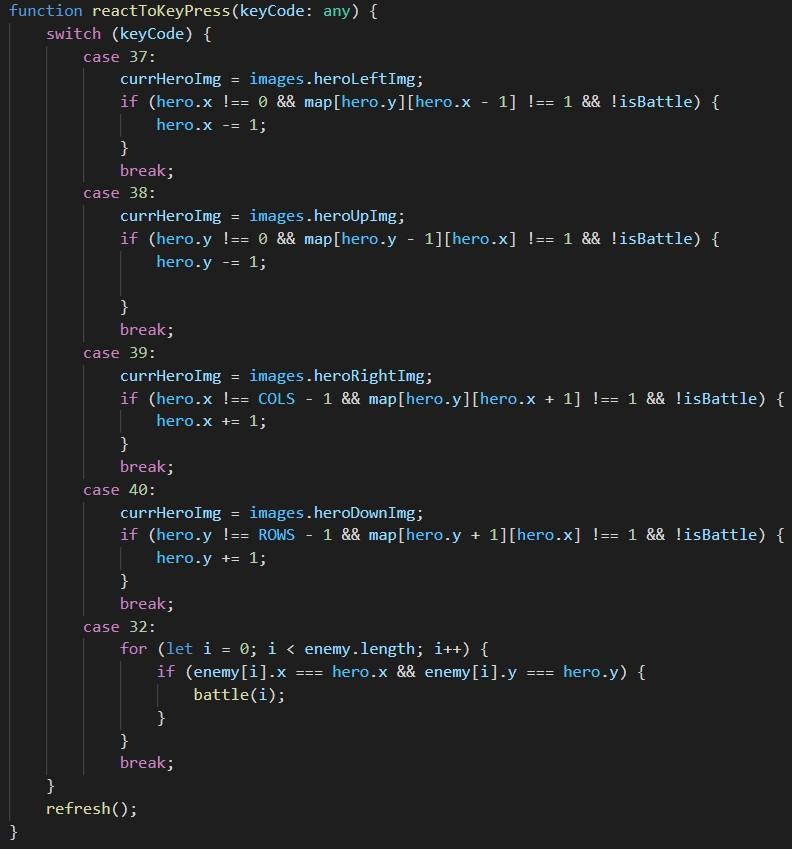 function reactToKeyPress(keyCode: any) {
    switch (keyCode) {
        case 37:
            currHeroImg = images.heroLeftImg;
            if (hero.x !== 0 && map[hero.y][hero.x - 1] !== 1 && !isBattle) {
                hero.x -= 1;
            }
            break;
        case 38:
            currHeroImg = images.heroUpImg;
            if (hero.y !== 0 && map[hero.y - 1][hero.x] !== 1 && !isBattle) {
                hero.y -= 1;

            }
            break;
        case 39:
            currHeroImg = images.heroRightImg;
            if (hero.x !== COLS - 1 && map[hero.y][hero.x + 1] !== 1 && !isBattle) {
                hero.x += 1;
            }
            break;
        case 40:
            currHeroImg = images.heroDownImg;
            if (hero.y !== ROWS - 1 && map[hero.y + 1][hero.x] !== 1 && !isBattle) {
                hero.y += 1;
            }
            break;
        case 32:
            for (let i = 0; i < enemy.length; i++) {
                if (enemy[i].x === hero.x && enemy[i].y === hero.y) {
                    battle(i);
                }
            }
            break;
    }
    refresh();
}